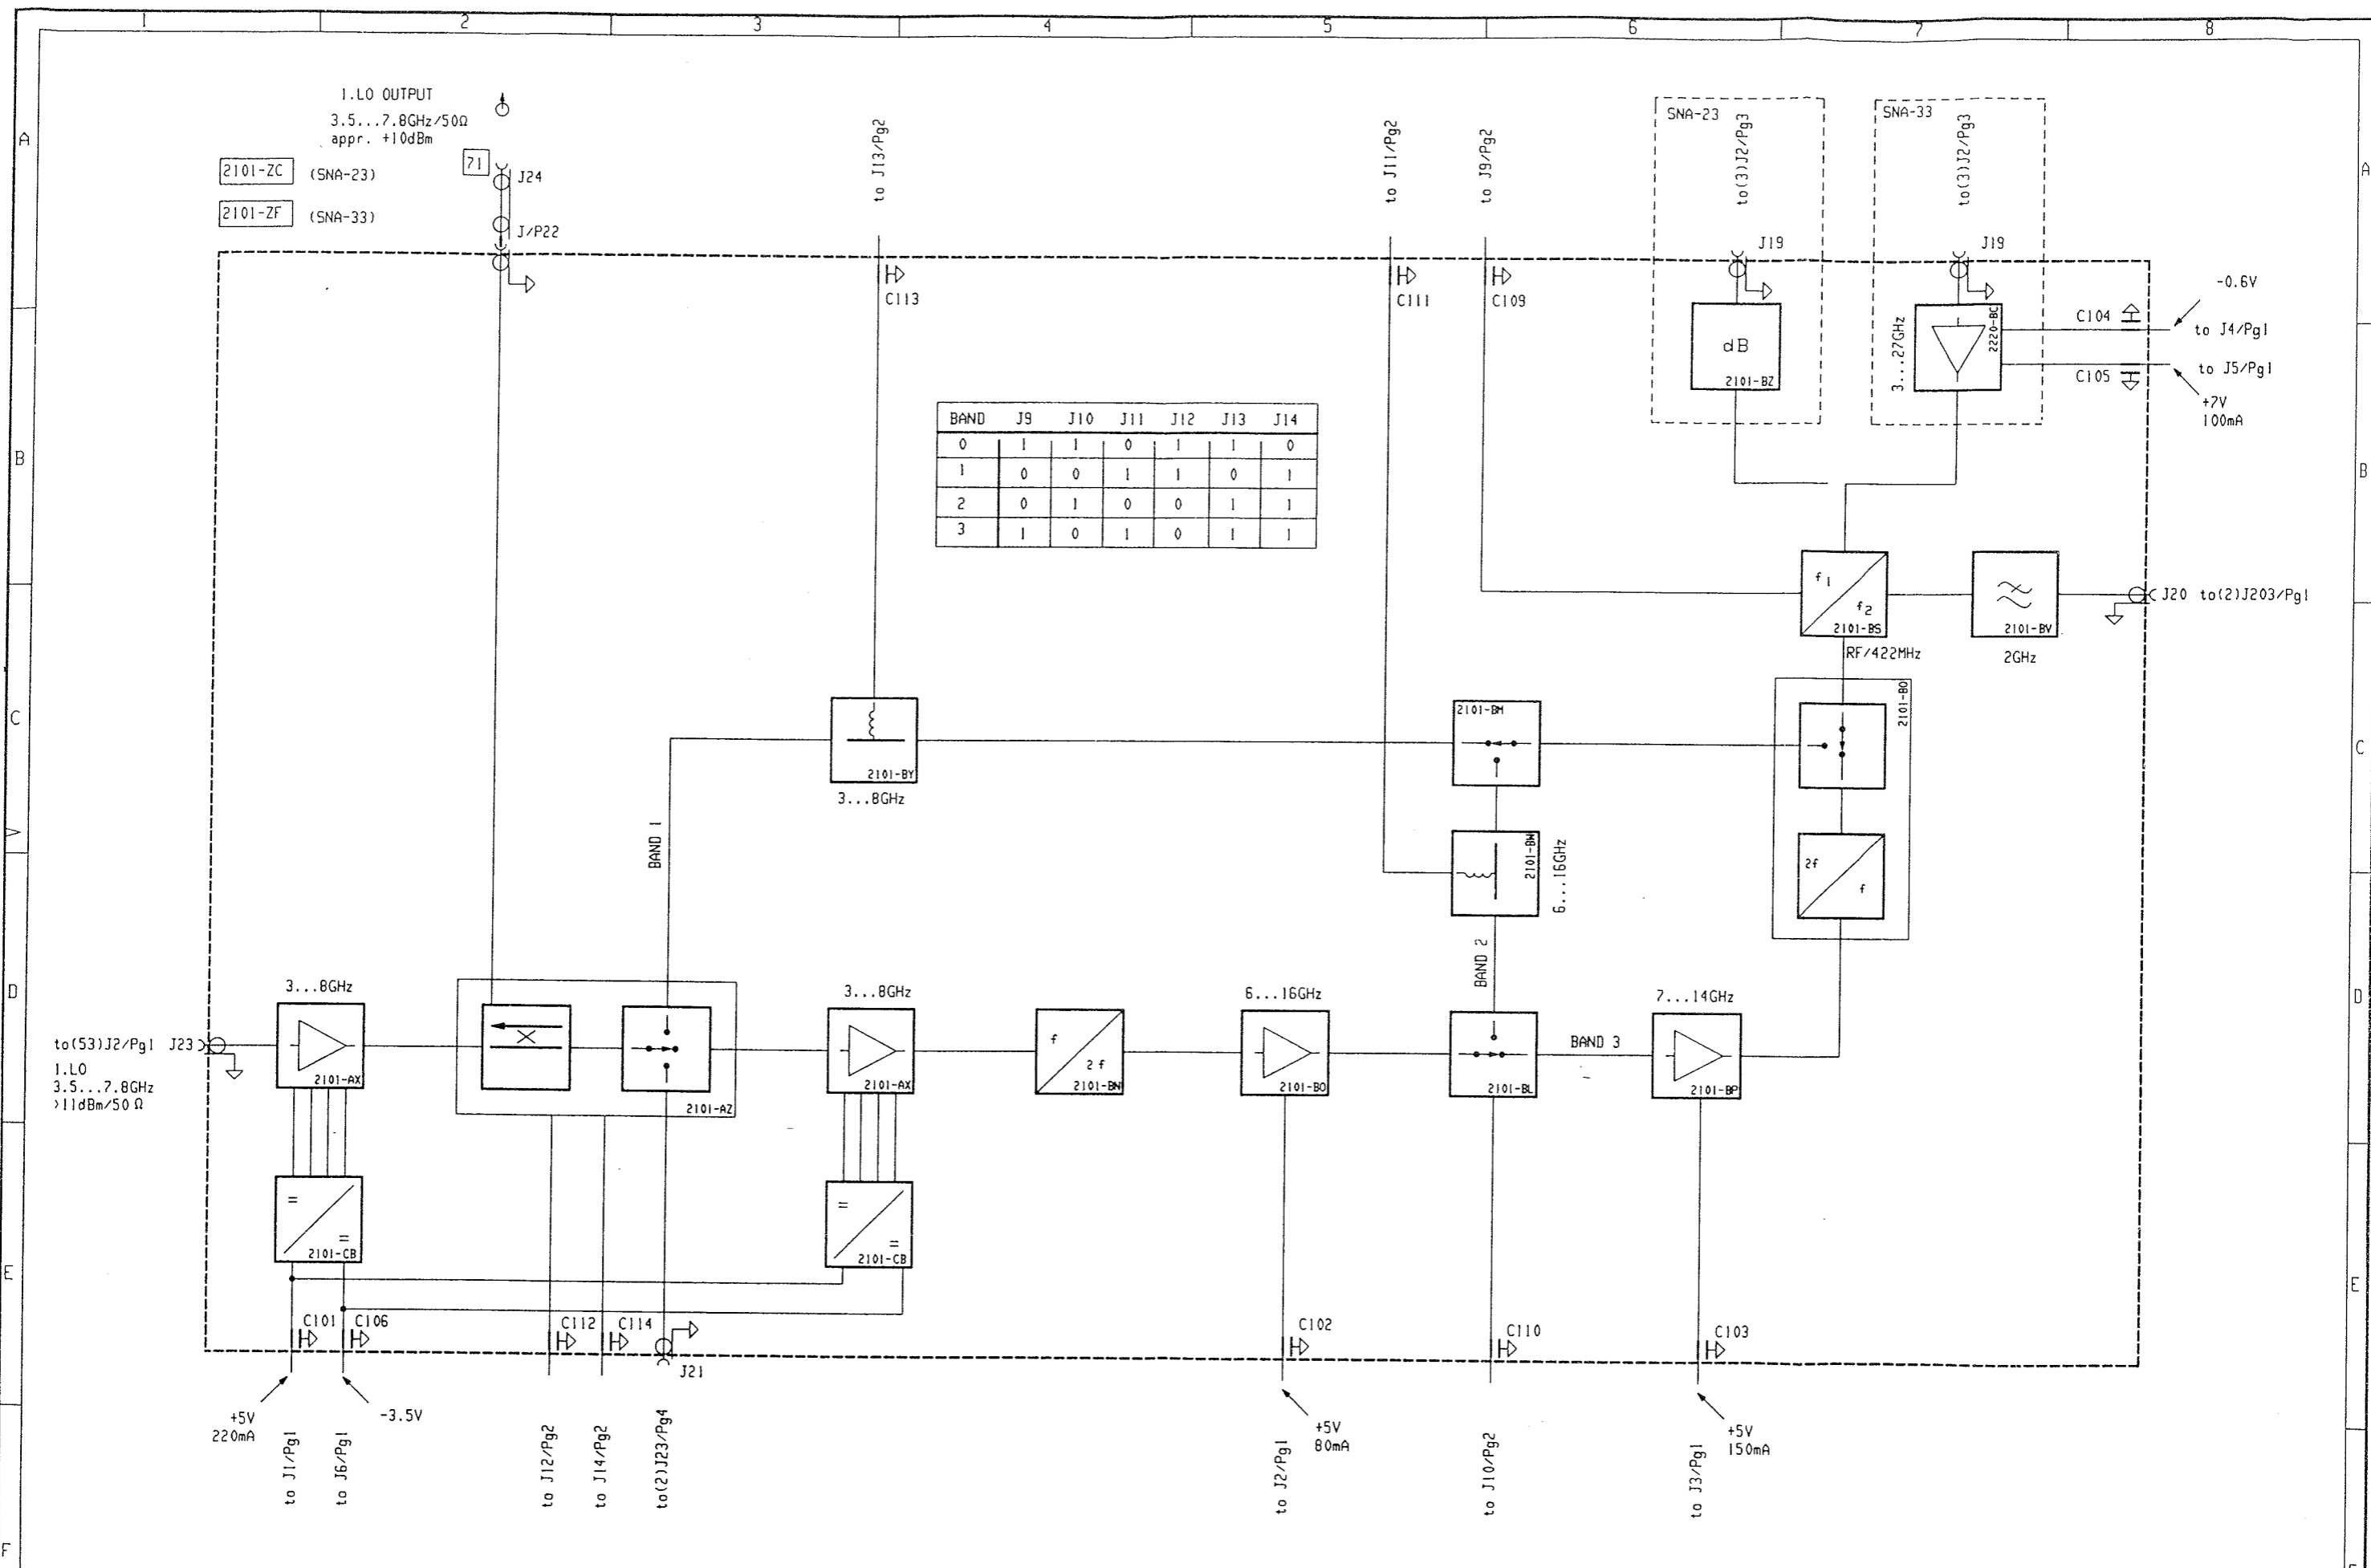 1 2 3 4 5 6 7 8
A
B
C
D
E
F
A
B
C
D
E
1.LO OUTPUT
3.5...7.8GHz/50Ω
appr. +10dBm
2101-ZC (SNA-23)
2101-ZF (SNA-33)
71
J24
J/P22
to J13/Pg2
C113
to J11/Pg2
C111
to J9/Pg2
C109
SNA-23
to(3)J2/Pg3
J19
dB
2101-BZ
SNA-33
to(3)J2/Pg3
J19
3...27GHz
2220-BC
C104
-0.6V
to J4/Pg1
C105
to J5/Pg1
+7V
100mA
BAND J9 J10 J11 J12 J13 J14
0 1 1 0 1 1 0
1 0 0 1 1 0 1
2 0 1 0 0 1 1
3 1 0 1 0 1 1
f1
f2
2101-BS
RF/422MHz
2101-BV
2GHz
J20 to(2)J203/Pg1
2101-BY
3...8GHz
BAND 1
2101-BM
2101-BW
6...16GHz
BAND 2
2101-BQ
2f
f
to(53)J2/Pg1 J23
1.LO
3.5...7.8GHz
>11dBm/50 Ω
3...8GHz
2101-AX
2101-AZ
3...8GHz
2101-AX
f
2 f
2101-BN
6...16GHz
2101-BO
2101-BL
BAND 3
7...14GHz
2101-BP
=
=
2101-CB
=
=
2101-CB
C101 C106
C112 C114
J21
C102
C110
C103
+5V
220mA
-3.5V
to J1/Pg1
to J6/Pg1
to J12/Pg2
to J14/Pg2
to(2)J23/Pg4
to J2/Pg1
+5V
80mA
to J10/Pg2
to J3/Pg1
+5V
150mA